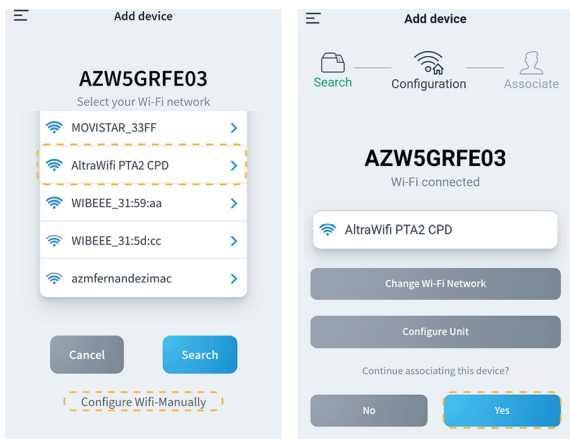 Add device
AZW5GRFE03
Select your Wi-Fi network
MOVISTAR_33FF
AltraWifi PTA2 CPD
WIBEEE_31:59:aa
WIBEEE_31:5d:cc
azmfernandezimac
Cancel
Search
Configure Wifi-Manually
Add device
Search
Configuration
Associate
AZW5GRFE03
Wi-Fi connected
AltraWifi PTA2 CPD
Change Wi-Fi Network
Configure Unit
Continue associating this device?
No
Yes